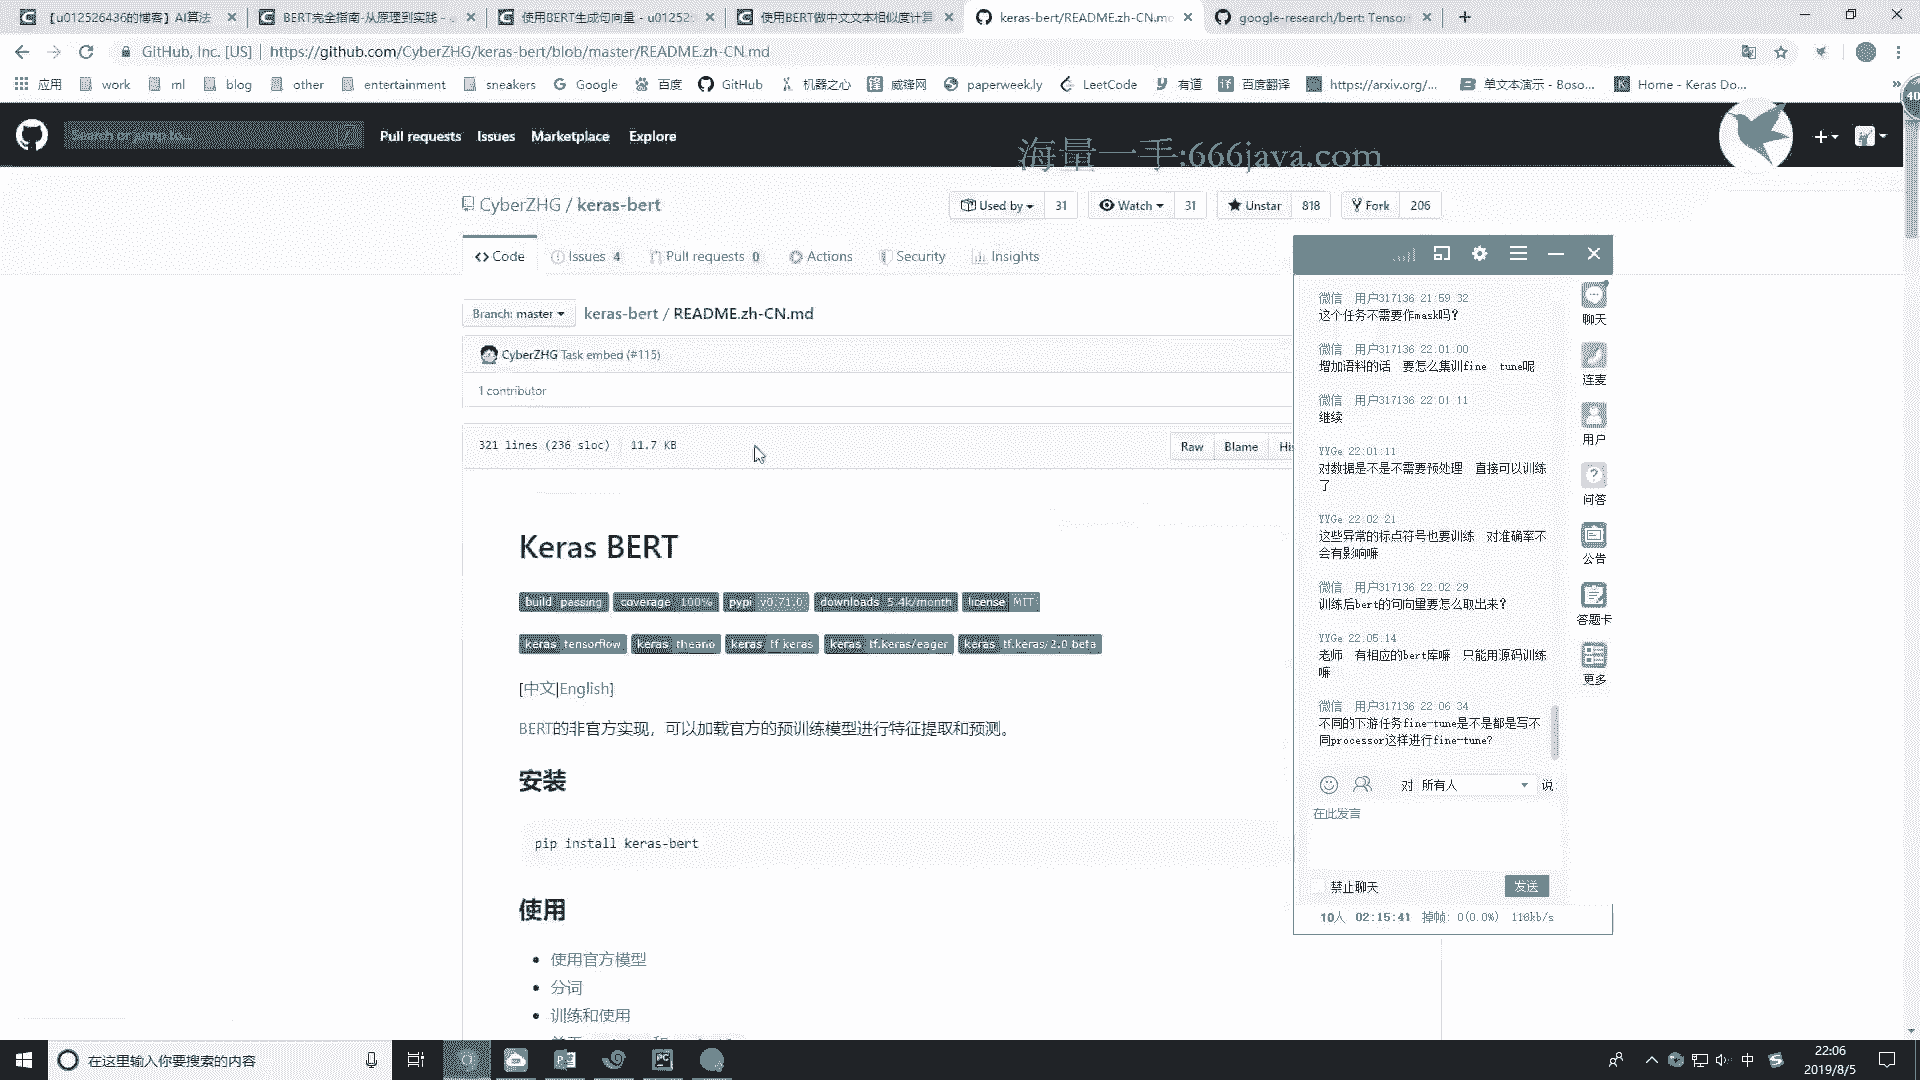 【u012526436的博客】AI算法
BERT完全指南-从原理到实践 -
使用BERT生成句向量 - u01252
使用BERT做中文文本相似度计算
keras-bert/README.zh-CN.md
google-research/bert: Tensor
GitHub, Inc. [US] | https://github.com/CyberZHG/keras-bert/blob/master/README.zh-CN.md
应用 work ml blog other entertainment sneakers Google 百度 GitHub 机器之心 威锋网 paperweek.ly LeetCode 有道 百度翻译 https://arxiv.org/... 单文本演示 - Boso... Home - Keras Do... »
40
Search or jump to... /
Pull requests Issues Marketplace Explore
海量一手:666java.com
CyberZHG / keras-bert
Used by 31 Watch 31 Unstar 818 Fork 206
Code Issues 4 Pull requests 0 Actions Security Insights
Branch: master keras-bert / README.zh-CN.md
CyberZHG Task embed (#115)
1 contributor
321 lines (236 sloc) 11.7 KB
Raw Blame His
Keras BERT
build passing coverage 100% pypi v0.71.0 downloads 5.4k/month license MIT
keras tensorflow keras theano keras tf.keras keras tf.keras/eager keras tf.keras/2.0 beta
[中文|English]
BERT的非官方实现，可以加载官方的预训练模型进行特征提取和预测。
安装
pip install keras-bert
使用
使用官方模型
分词
训练和使用
微信 用户317136 21:59:32
这个任务不需要作mask吗?
微信 用户317136 22:01:00
增加语料的话 要怎么集训fine tune呢
微信 用户317136 22:01:11
继续
YYGe 22:01:11
对数据是不是不需要预处理 直接可以训练
了
YYGe 22:02:21
这些异常的标点符号也要训练 对准确率不
会有影响嘛
微信 用户317136 22:02:29
训练后bert的句向量要怎么取出来?
YYGe 22:05:14
老师 有相应的bert库嘛 只能用源码训练
嘛
微信 用户317136 22:06:34
不同的下游任务fine-tune是不是都是写不
同processor这样进行fine-tune?
聊天
连麦
用户
问答
公告
答题卡
更多
对 所有人 说:
在此发言
禁止聊天 发送
10人 02:15:41 掉帧: 0(0.0%) 116kb/s
在这里输入你要搜索的内容
中
22:06
2019/8/5